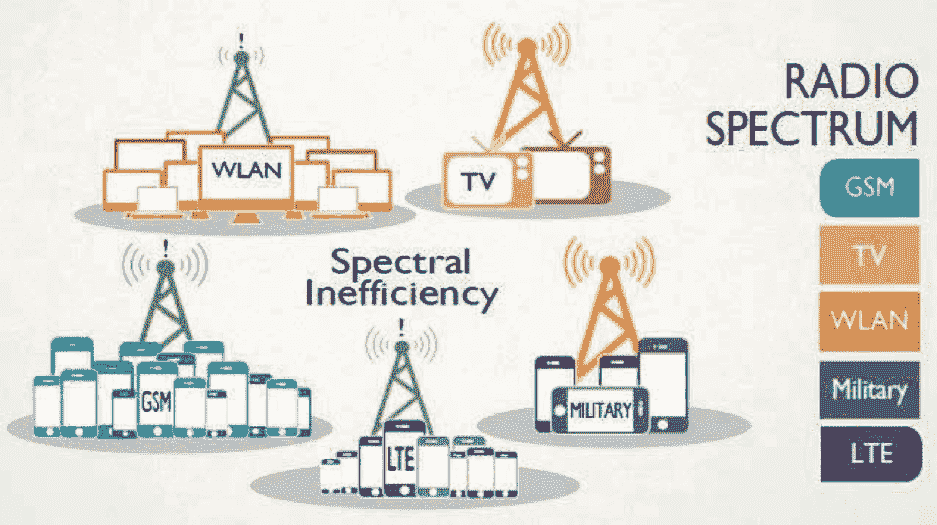 WLAN
TV
RADIO
SPECTRUM
GSM
TV
WLAN
Military
LTE
Spectral
Inefficiency
GSM
LTE
MILITARY